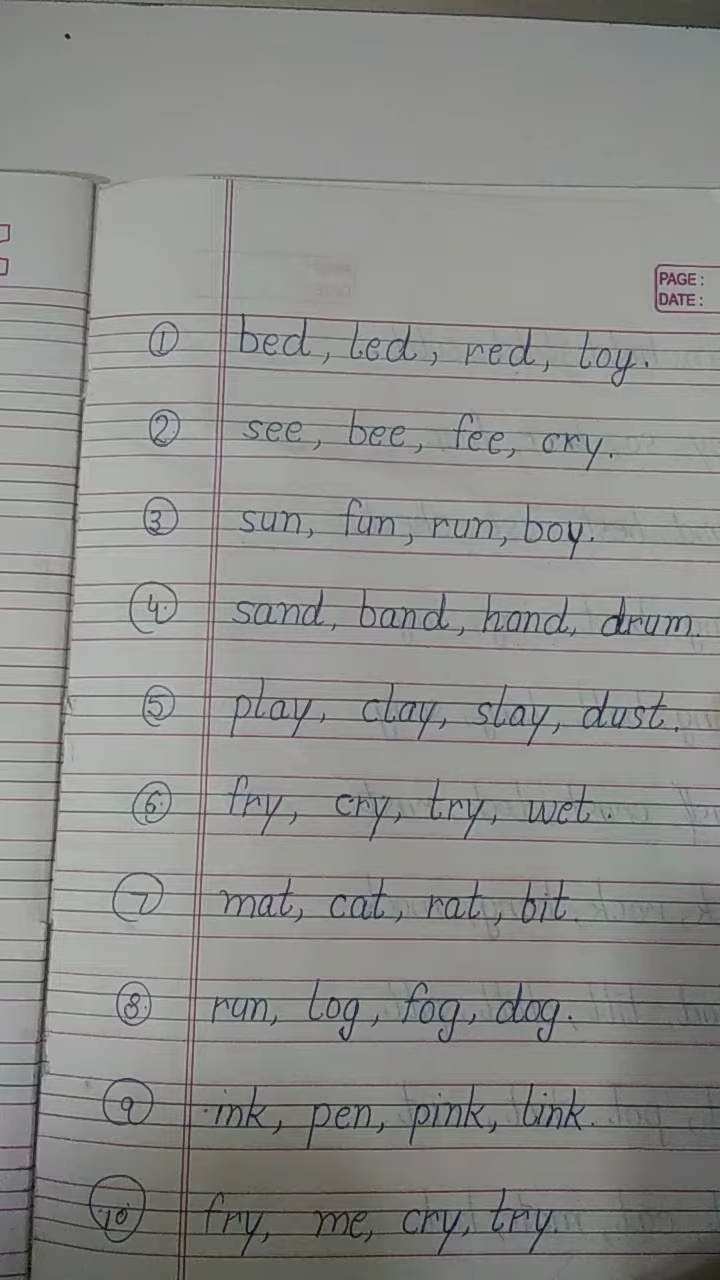 PAGE:
DATE:
① bed, led, red, toy.
② see, bee, fee, cry.
③ sun, fun, run, boy.
④. sand, band, hand, drum.
⑤ play, clay, stay, dust.
⑥. fry, cry, try, wet.
⑦ mat, cat, rat, bit.
⑧. run, log, fog, dog.
⑨ ink, pen, pink, link.
⑩ fry, me, cry, try.